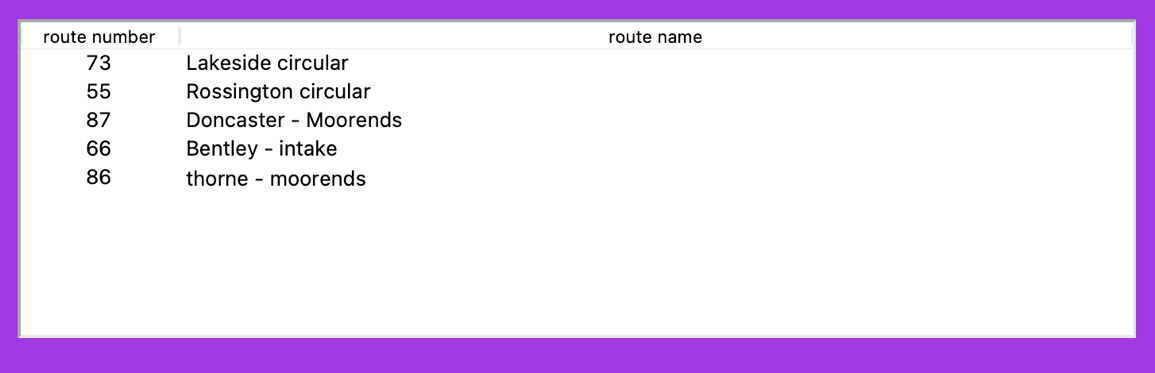 route number route name
73 Lakeside circular
55 Rossington circular
87 Doncaster - Moorends
66 Bentley - intake
86 thorne - moorends